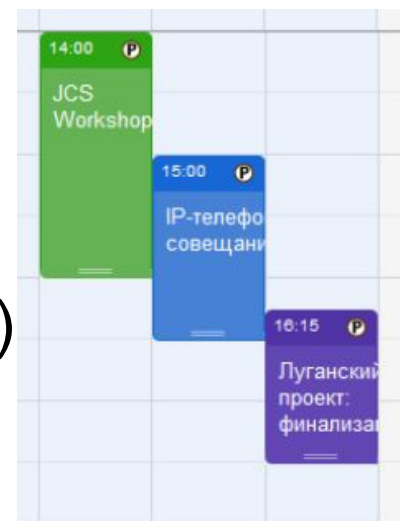 14:00 P
JCS
Workshop
15:00 P
IP-телефо
совещани
16:15 P
Луганский
проект:
финализа
)